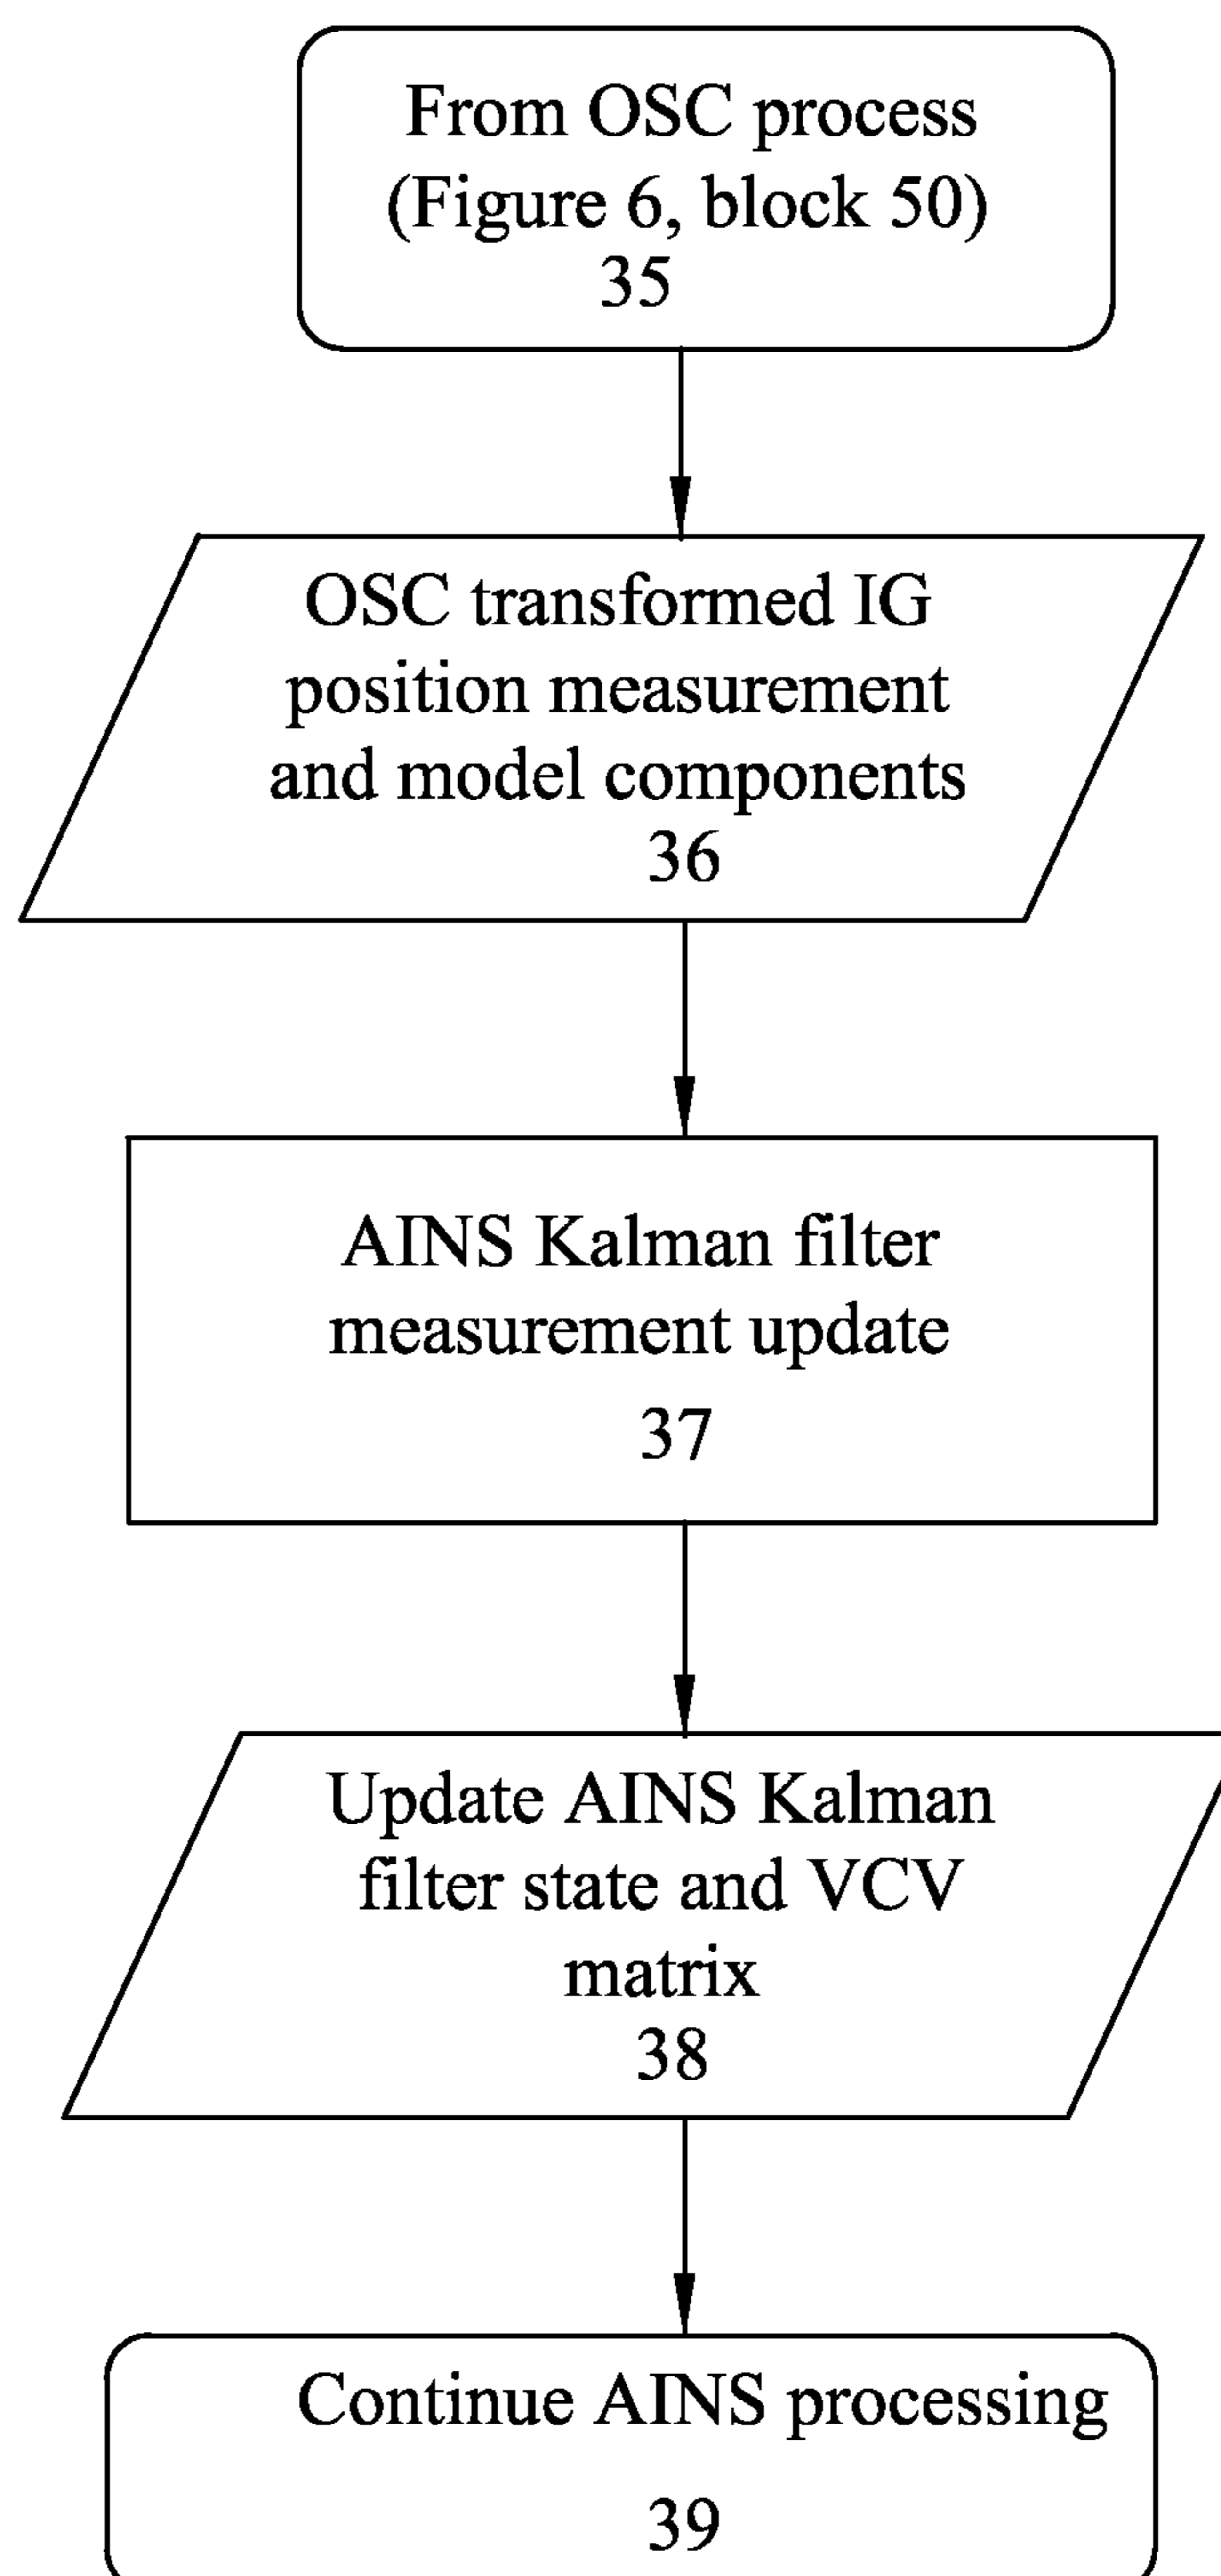 From OSC process
(Figure 6, block 50)
35
OSC transformed IG
position measurement
and model components
36
AINS Kalman filter
measurement update
37
Update AINS Kalman
filter state and VCV
matrix
38
Continue AINS processing
39